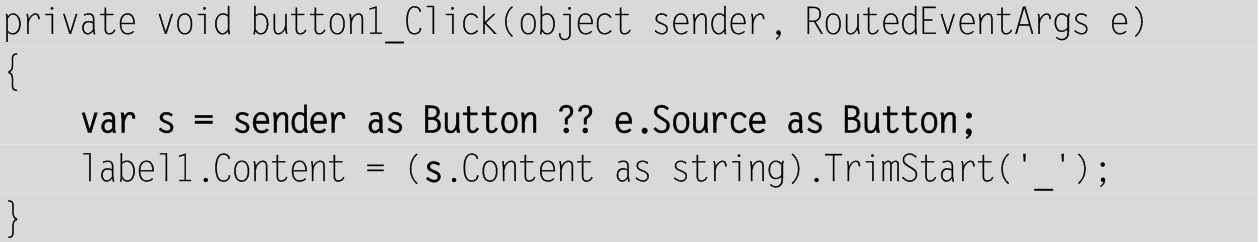 private void button1_Click(object sender, RoutedEventArgs e)
{
    var s = sender as Button ?? e.Source as Button;
    label1.Content = (s.Content as string).TrimStart('_');
}